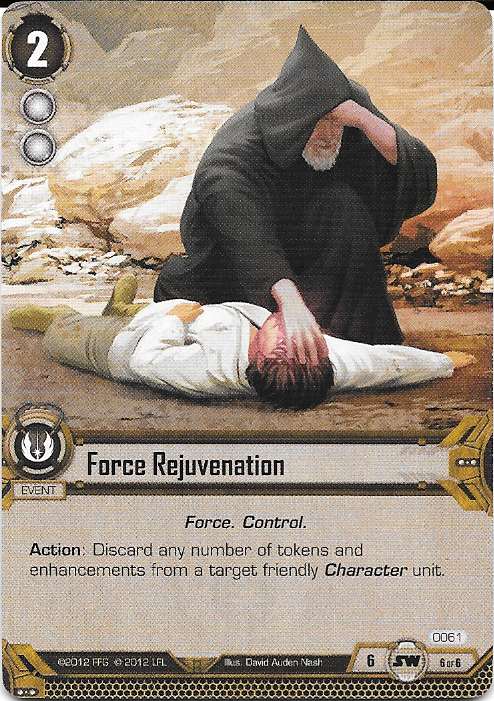 2
Force Rejuvenation
EVENT
Force. Control.
Action: Discard any number of tokens and
enhancements from a target friendly Character unit.
0061
©2012 FFG © 2012 LFL
Illus. David Auden Nash
6
SW
6 OF 6